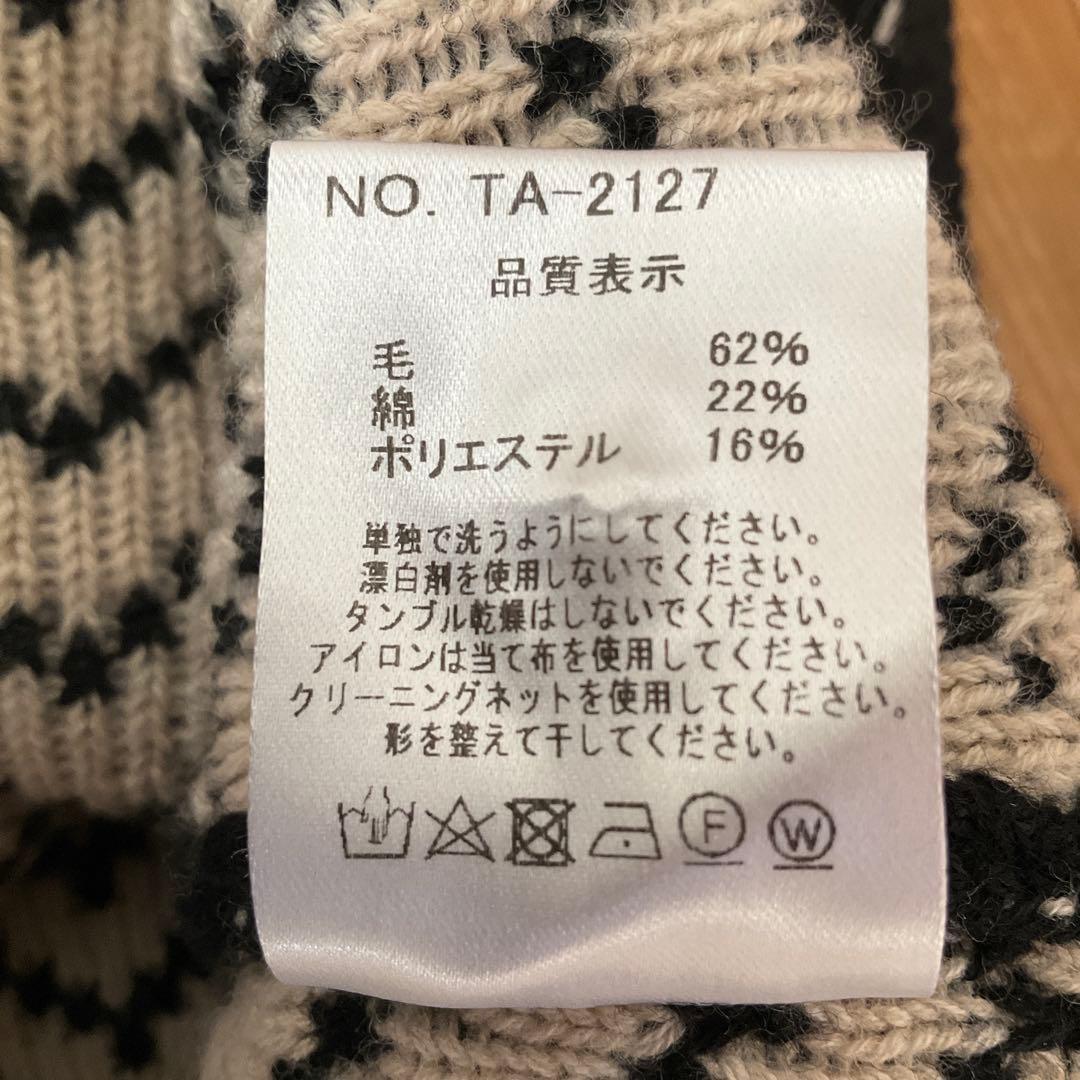 NO. TA-2127
品質表示
毛 62%
綿 22%
ポリエステル 16%
単独で洗うようにしてください。
漂白剤を使用しないでください。
タンブル乾燥はしないでください。
アイロンは当て布を使用してください。
クリーニングネットを使用してください。
形を整えて干してください。
F W